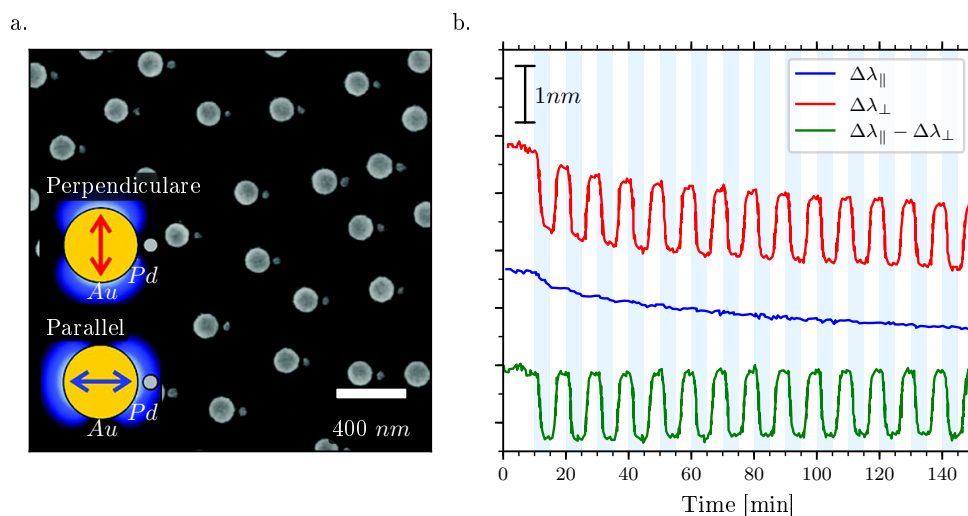 a.
Perpendiculare
Pd
Au
Parallel
Pd
Au
400 nm
b.
1nm
Δλ∥
Δλ⊥
Δλ∥ − Δλ⊥
0 20 40 60 80 100 120 140
Time [min]